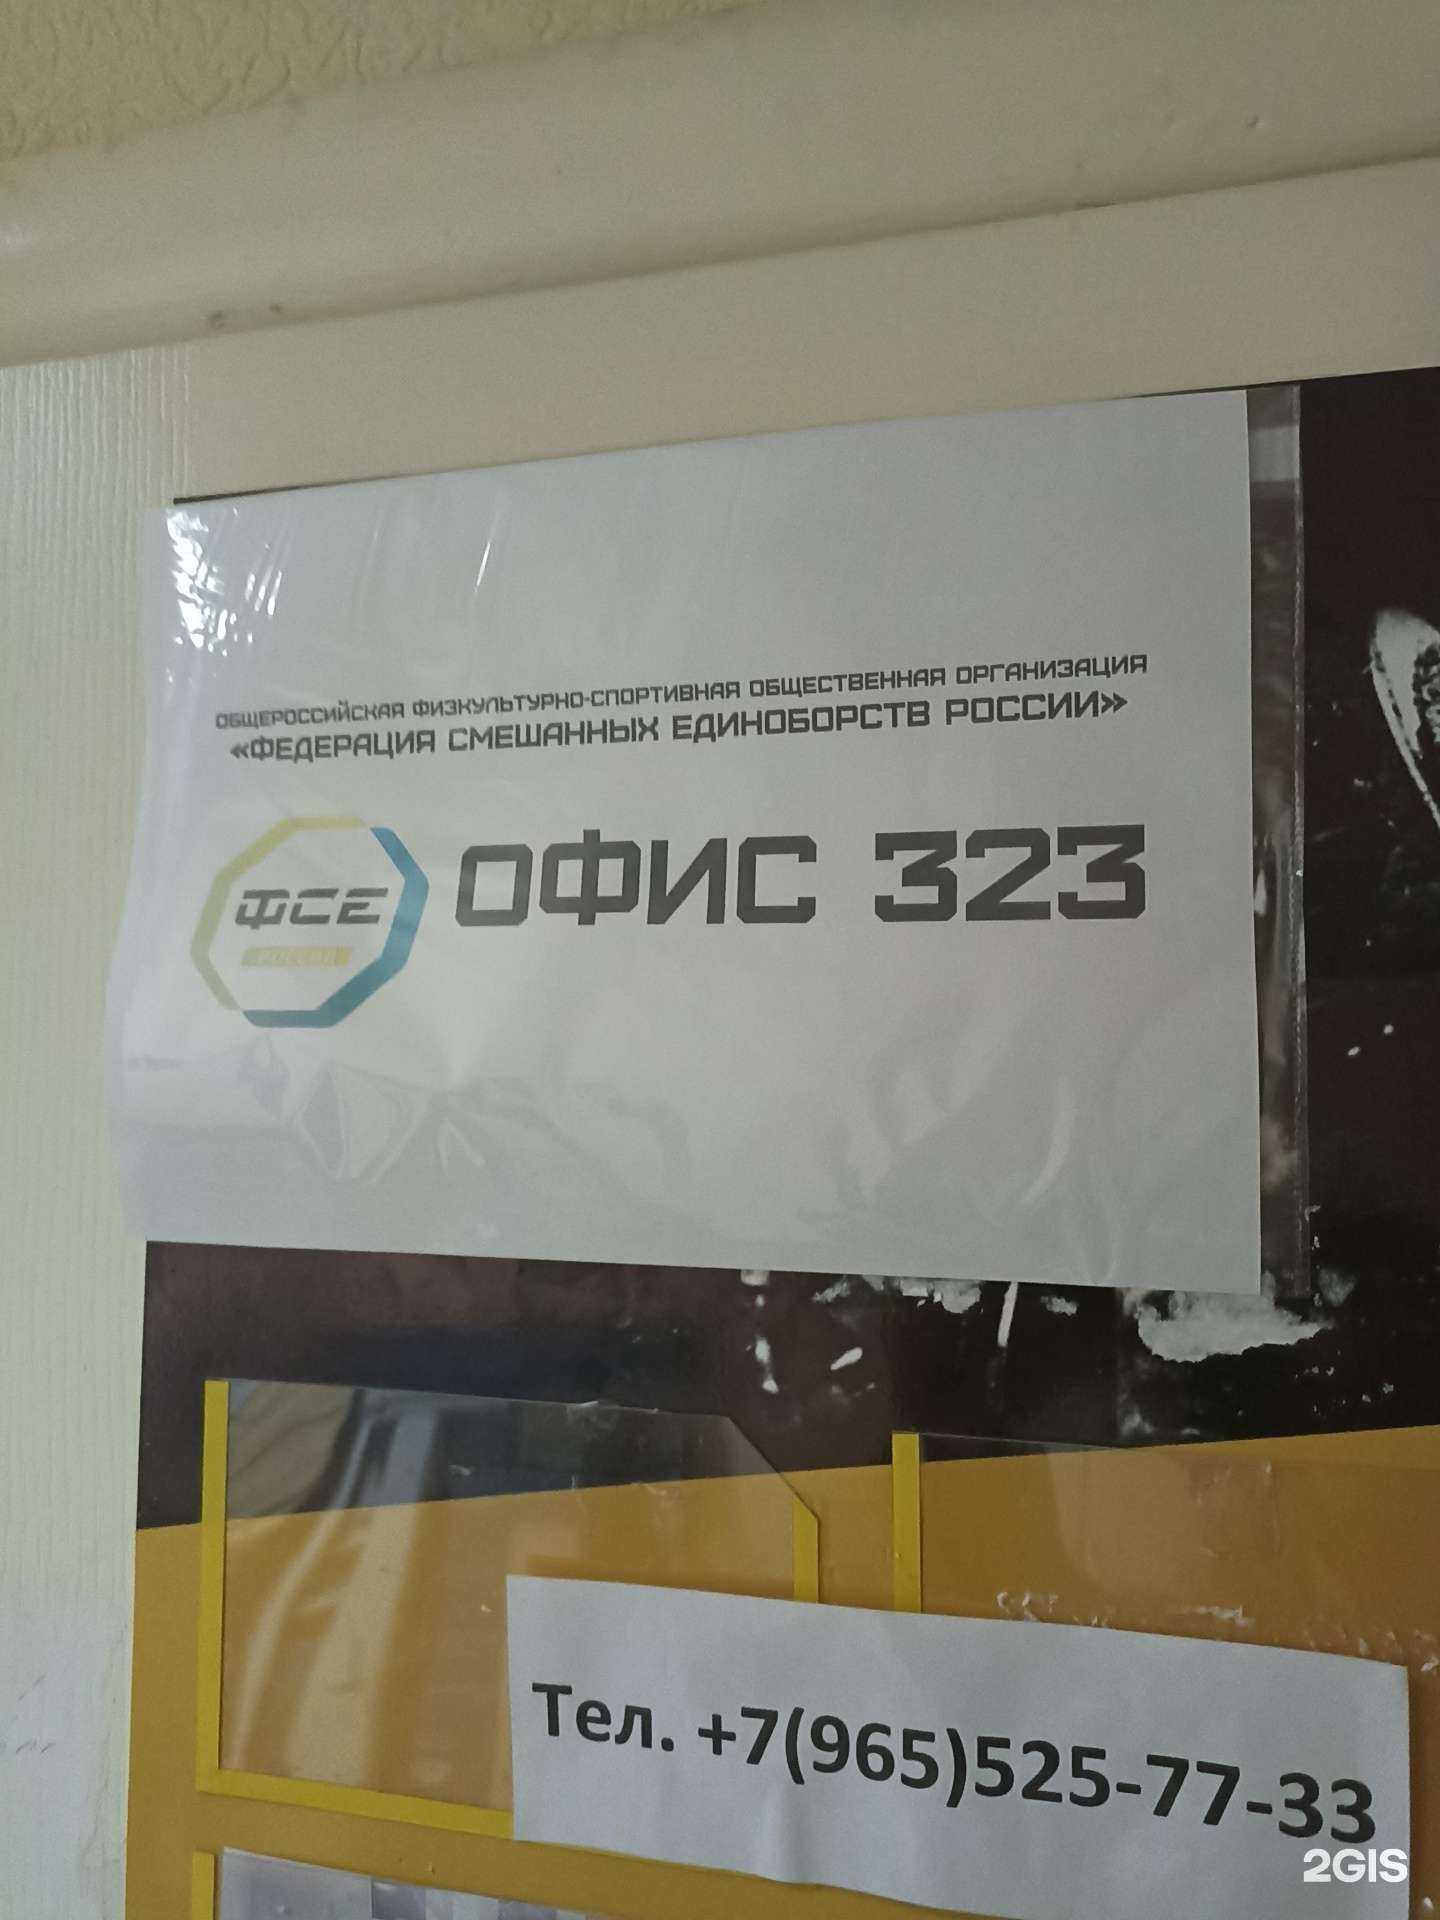 ОБЩЕРОССИЙСКАЯ ФИЗКУЛЬТУРНО-СПОРТИВНАЯ ОБЩЕСТВЕННАЯ ОРГАНИЗАЦИЯ
«ФЕДЕРАЦИЯ СМЕШАННЫХ ЕДИНОБОРСТВ РОССИИ»
ФСЕ
РОССИЯ
ОФИС 323
Тел. +7(965)525-77-33
2GIS